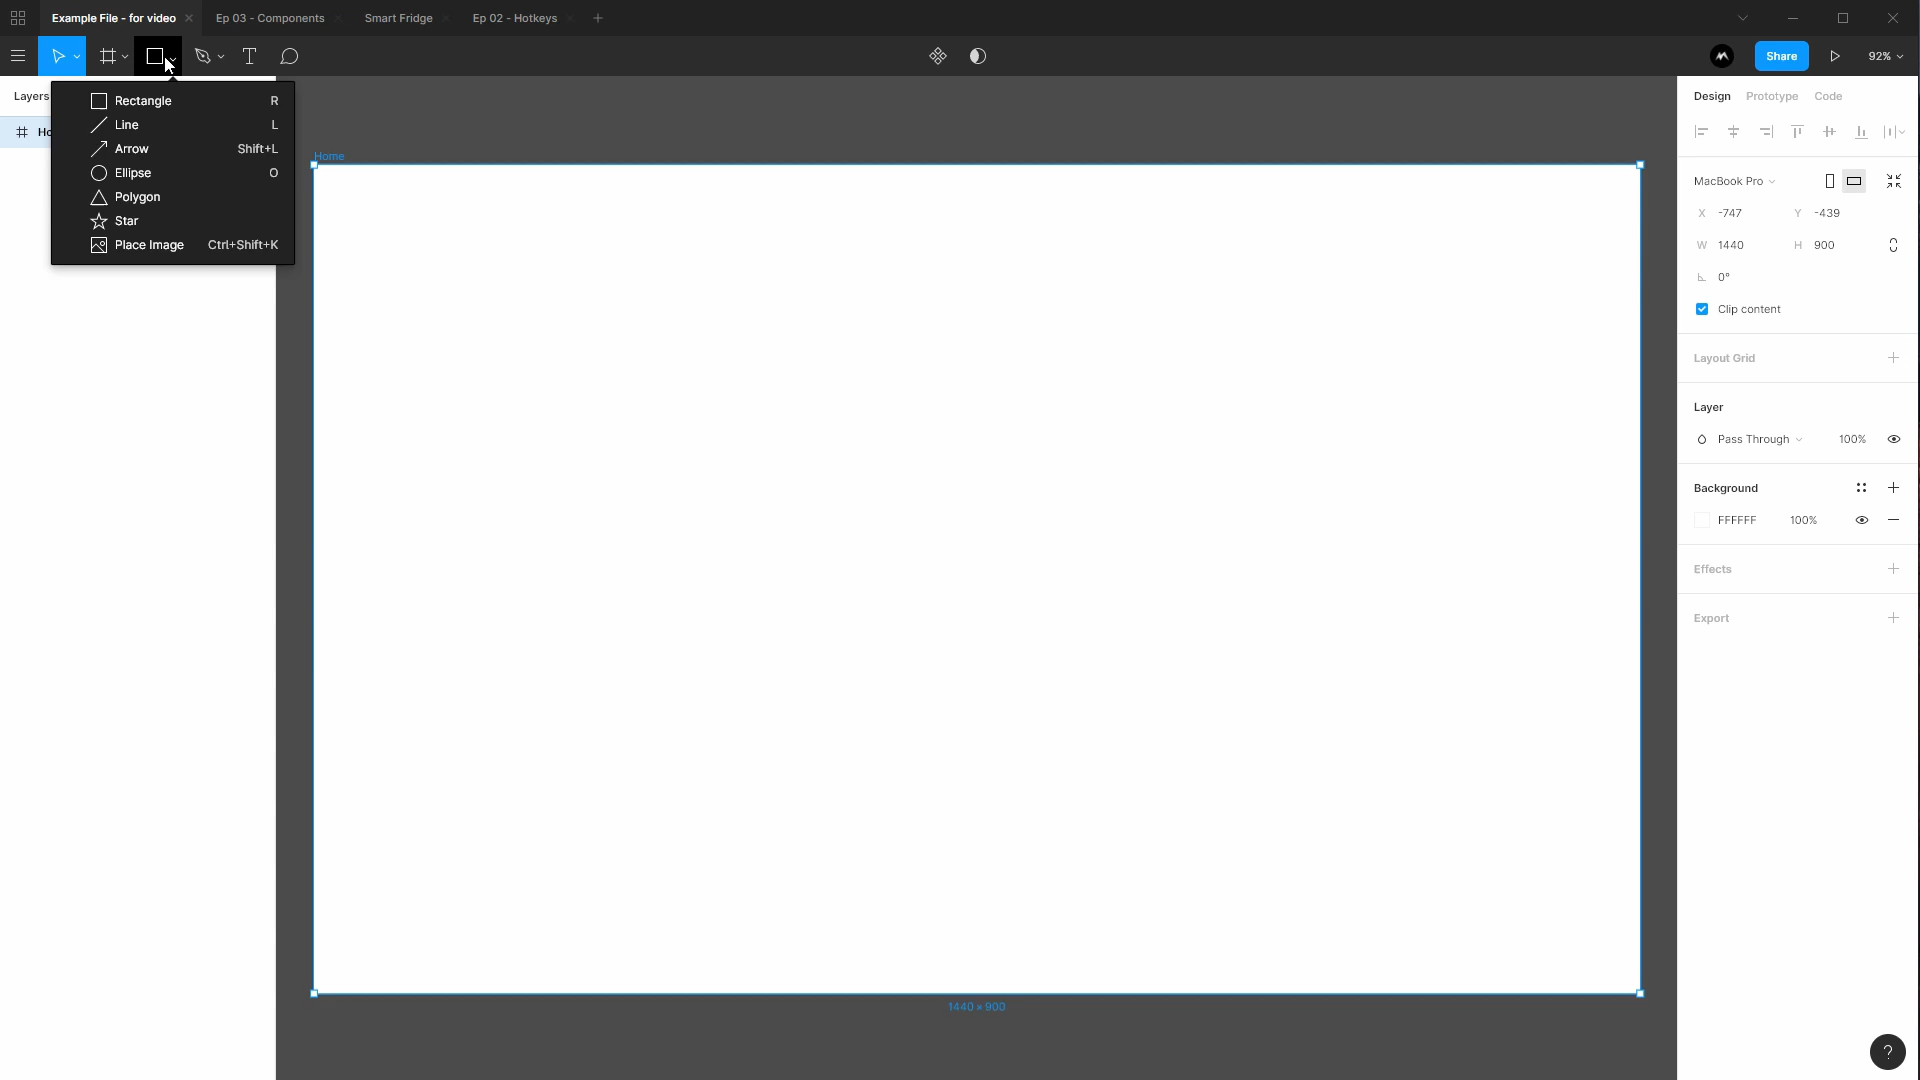 Example File - for video
Ep 03 - Components
Smart Fridge
Ep 02 - Hotkeys
Share
92%
Layers
Ho
Rectangle R
Line L
Arrow Shift+L
Ellipse O
Polygon
Star
Place Image Ctrl+Shift+K
Home
1440 × 900
Design Prototype Code
MacBook Pro
X -747 Y -439
W 1440 H 900
0°
Clip content
Layout Grid
Layer
Pass Through 100%
Background
FFFFFF 100%
Effects
Export
?